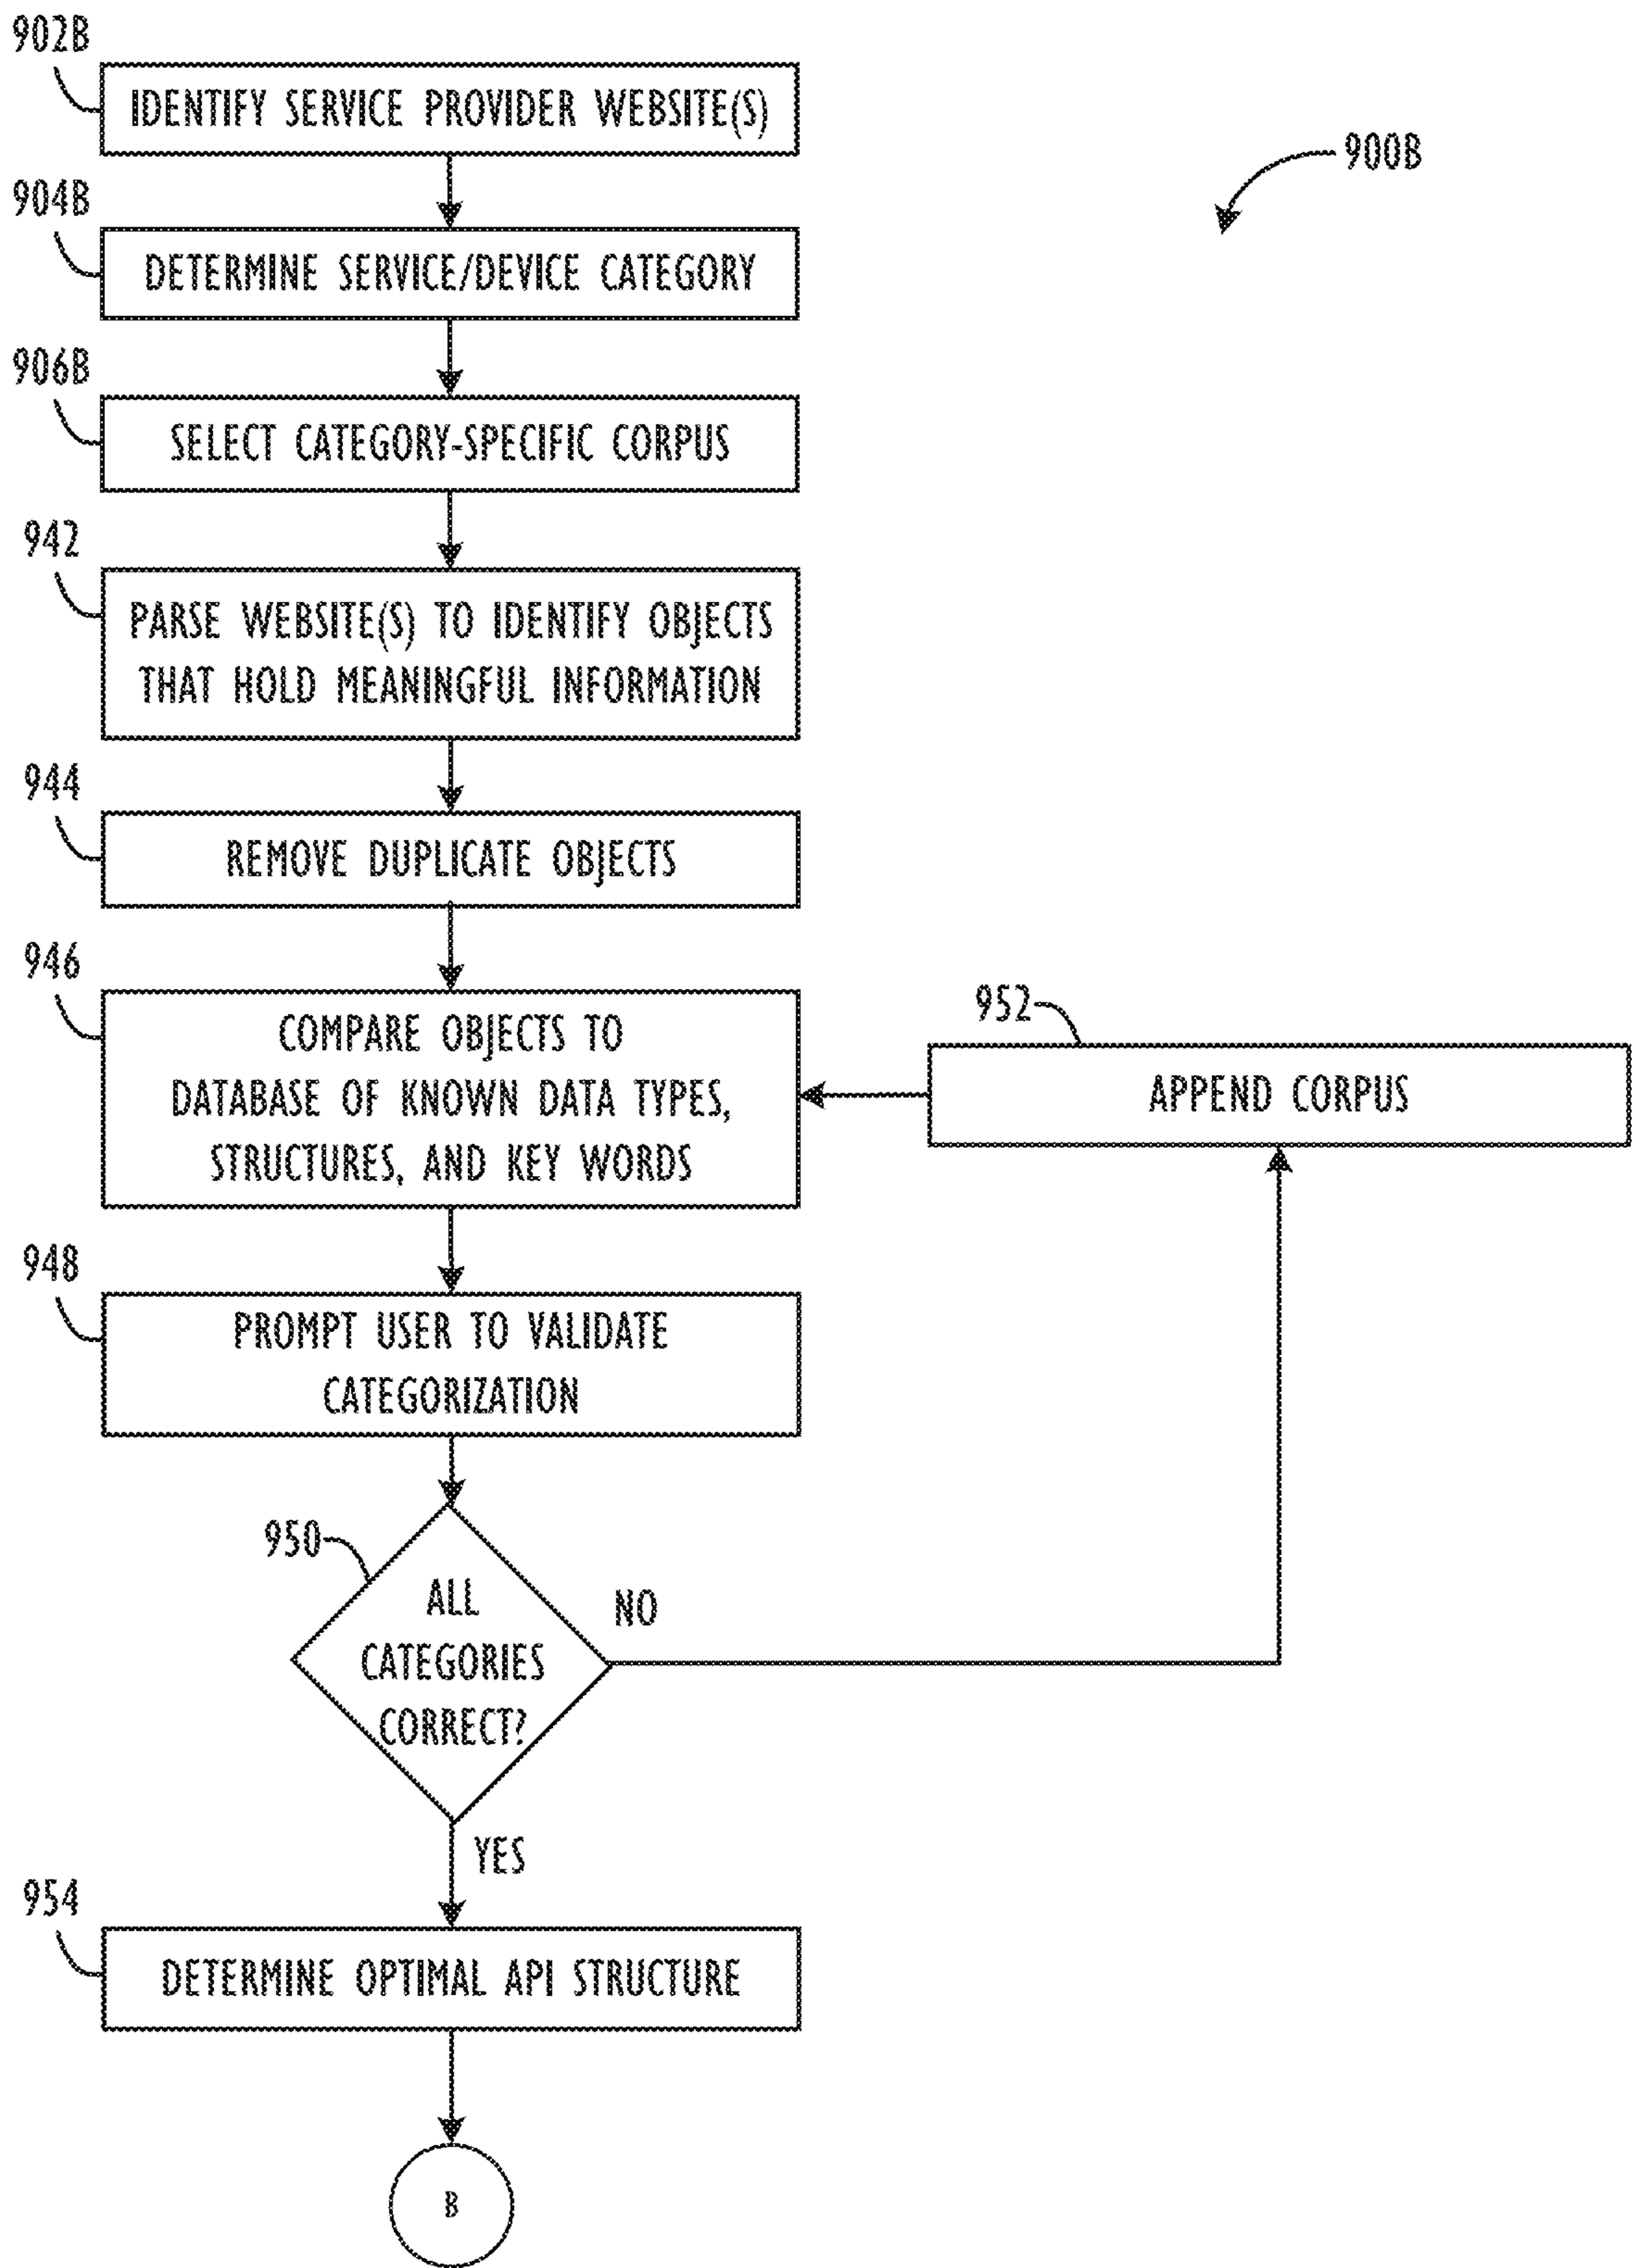 902B
IDENTIFY SERVICE PROVIDER WEBSITE(S)
900B
904B
DETERMINE SERVICE/DEVICE CATEGORY
906B
SELECT CATEGORY-SPECIFIC CORPUS
942
PARSE WEBSITE(S) TO IDENTIFY OBJECTS
THAT HOLD MEANINGFUL INFORMATION
944
REMOVE DUPLICATE OBJECTS
946
COMPARE OBJECTS TO
DATABASE OF KNOWN DATA TYPES,
STRUCTURES, AND KEY WORDS
952
APPEND CORPUS
948
PROMPT USER TO VALIDATE
CATEGORIZATION
950
ALL
CATEGORIES
CORRECT?
NO
YES
954
DETERMINE OPTIMAL API STRUCTURE
B